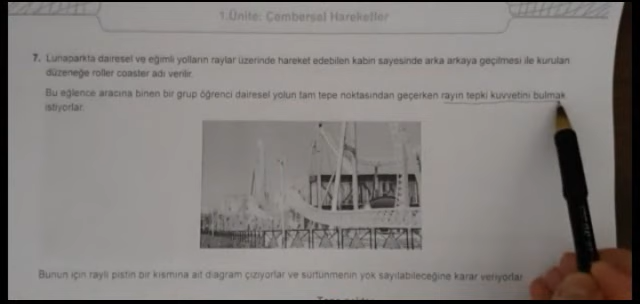 1.Ünite: Çembersel Hareketler
7. Lunaparkta dairesel ve eğimli yolların raylar üzerinde hareket edebilen kabin sayesinde arka arkaya geçilmesi ile kurulan
düzeneğe roller coaster adı verilir.
Bu eğlence aracına binen bir grup öğrenci dairesel yolun tam tepe noktasından geçerken rayın tepki kuvvetini bulmak
istiyorlar.
Bunun için raylı pistin bir kısmına ait diagram çiziyorlar ve sürtünmenin yok sayılabileceğine karar veriyorlar